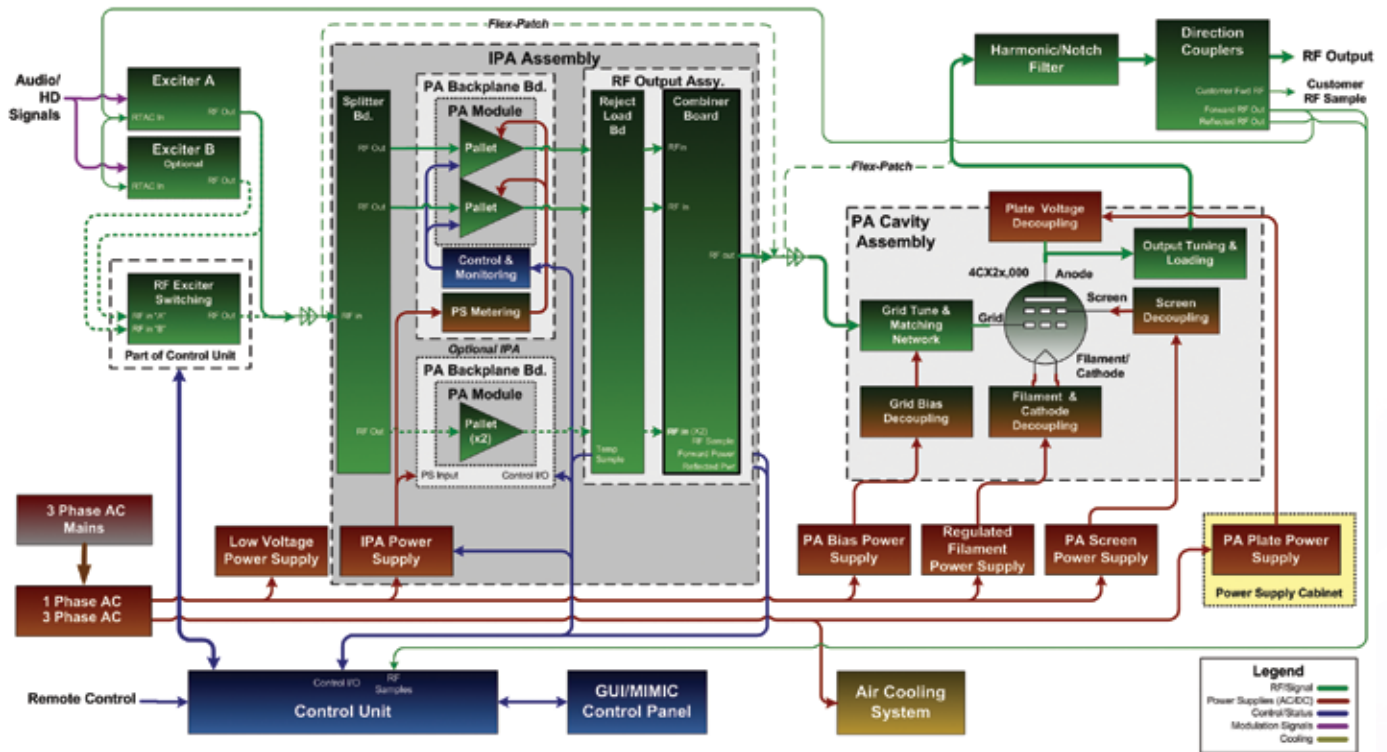 Flex-Patch
Audio/
HD
Signals
Exciter A
RF Out
RTAC In
Exciter B
Optional
RF Out
RTAC In
RF Exciter
Switching
RF in "A"
RF in "B"
RF Out
Part of Control Unit
IPA Assembly
Splitter
Bd.
RF Out
RF Out
RF in
RF Out
PA Backplane Bd.
PA Module
Pallet
Pallet
Control &
Monitoring
PS Metering
Optional IPA
PA Backplane Bd.
PA Module
Pallet
(x2)
PS Input
Control I/O
RF Output Assy.
Reject
Load
Bd
Temp
Sample
Combiner
Board
RFin
RF in
RF out
RF in (X2)
RF Sample
Forward Power
Reflected Pwr
Harmonic/Notch
Filter
Direction
Couplers
Customer Fwd RF
Forward RF Out
Reflected RF Out
RF Output
Customer
RF Sample
Flex-Patch
PA Cavity
Assembly
Plate Voltage
Decoupling
Output Tuning &
Loading
4CX2x,000
Anode
Screen
Screen
Decoupling
Grid
Grid Tune &
Matching
Network
Filament/
Cathode
Grid Bias
Decoupling
Filament &
Cathode
Decoupling
3 Phase AC
Mains
1 Phase AC
3 Phase AC
Low Voltage
Power Supply
IPA Power
Supply
PA Bias Power
Supply
Regulated
Filament
Power Supply
PA Screen
Power Supply
PA Plate Power
Supply
Power Supply Cabinet
Remote Control
Control I/O
RF
Samples
Control Unit
GUI/MIMIC
Control Panel
Air Cooling
System
Legend
RF/Signal
Power Supplies (AC/DC)
Control/Status
Modulation Signals
Cooling